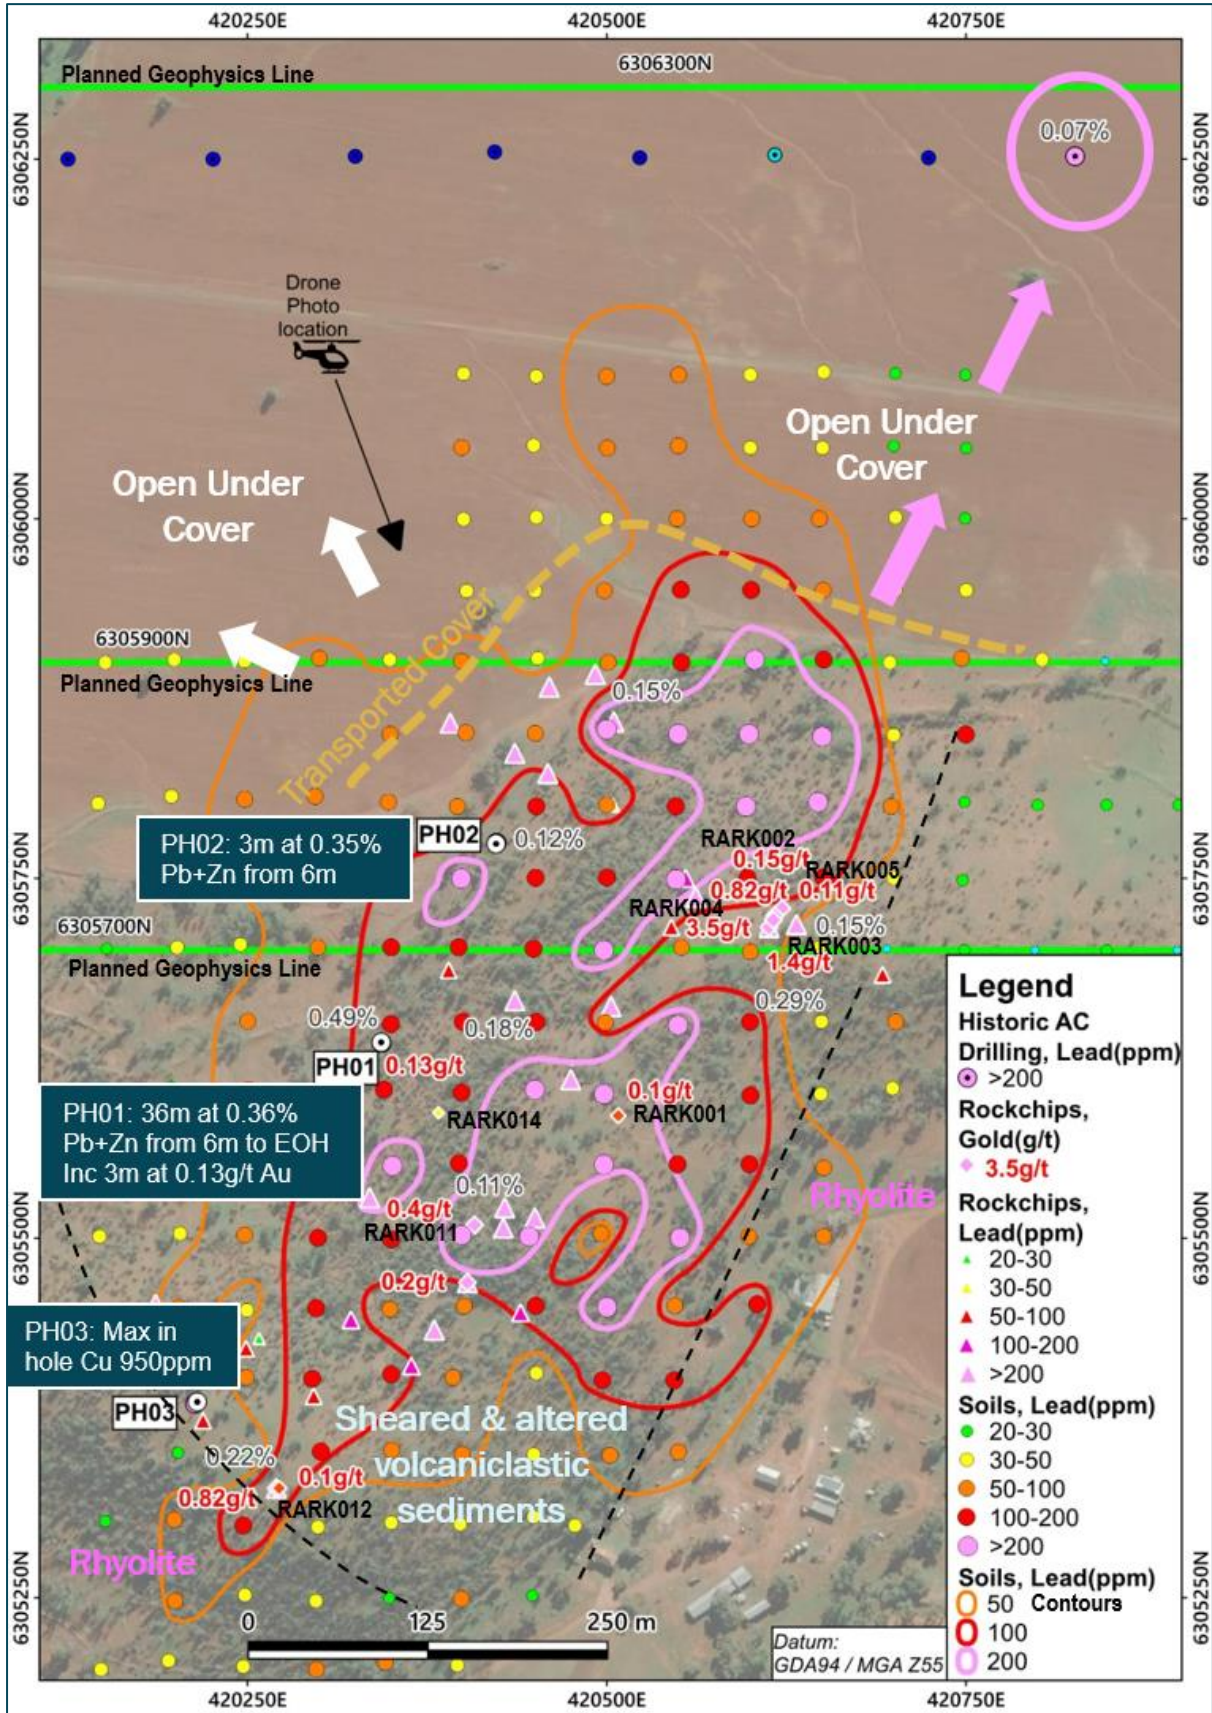 420250E
420500E
420750E
Planned Geophysics Line
6306300N
0.07%
6306250N
6306250N
Drone
Photo
location
Open Under
Cover
Open Under
Cover
6306000N
6306000N
Transported Cover
6305900N
Planned Geophysics Line
0.15%
PH02: 3m at 0.35%
Pb+Zn from 6m
PH02
0.12%
RARK002
0.15g/t
RARK005
0.82g/t
0.11g/t
6305750N
6305750N
RARK004
3.5g/t
0.15%
RARK003
1.4g/t
6305700N
Planned Geophysics Line
0.29%
0.49%
0.18%
PH01
0.13g/t
PH01: 36m at 0.36%
Pb+Zn from 6m to EOH
Inc 3m at 0.13g/t Au
RARK014
0.1g/t
RARK001
0.11%
0.4g/t
RARK011
Rhyolite
6305500N
6305500N
0.2g/t
PH03: Max in
hole Cu 950ppm
PH03
Sheared & altered
volcaniclastic
sediments
0.22%
0.1g/t
0.82g/t
RARK012
Rhyolite
6305250N
6305250N
0
125
250 m
Datum:
GDA94 / MGA Z55
Legend
Historic AC
Drilling, Lead(ppm)
>200
Rockchips,
Gold(g/t)
3.5g/t
Rockchips,
Lead(ppm)
20-30
30-50
50-100
100-200
>200
Soils, Lead(ppm)
20-30
30-50
50-100
100-200
>200
Soils, Lead(ppm)
50 Contours
100
200
420250E
420500E
420750E